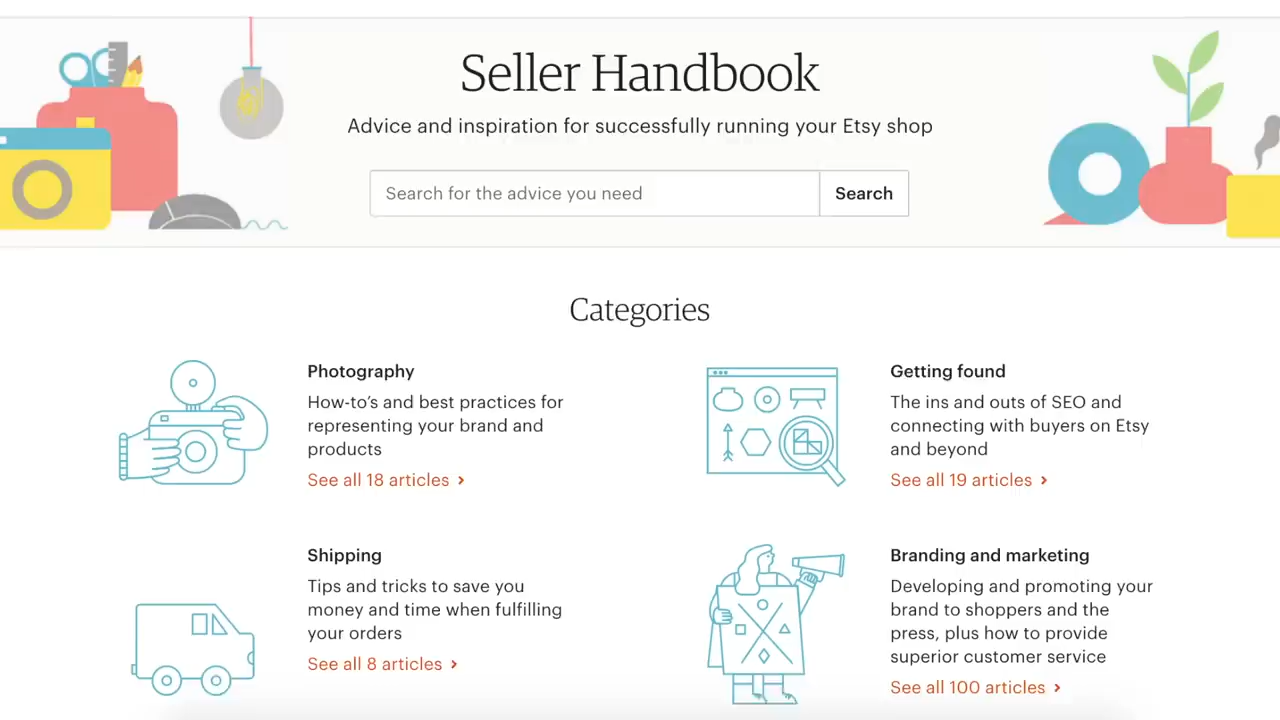 Seller Handbook
Advice and inspiration for successfully running your Etsy shop
Search for the advice you need
Search
Categories
Photography
How-to’s and best practices for
representing your brand and
products
See all 18 articles
Getting found
The ins and outs of SEO and
connecting with buyers on Etsy
and beyond
See all 19 articles
Shipping
Tips and tricks to save you
money and time when fulfilling
your orders
See all 8 articles
Branding and marketing
Developing and promoting your
brand to shoppers and the
press, plus how to provide
superior customer service
See all 100 articles